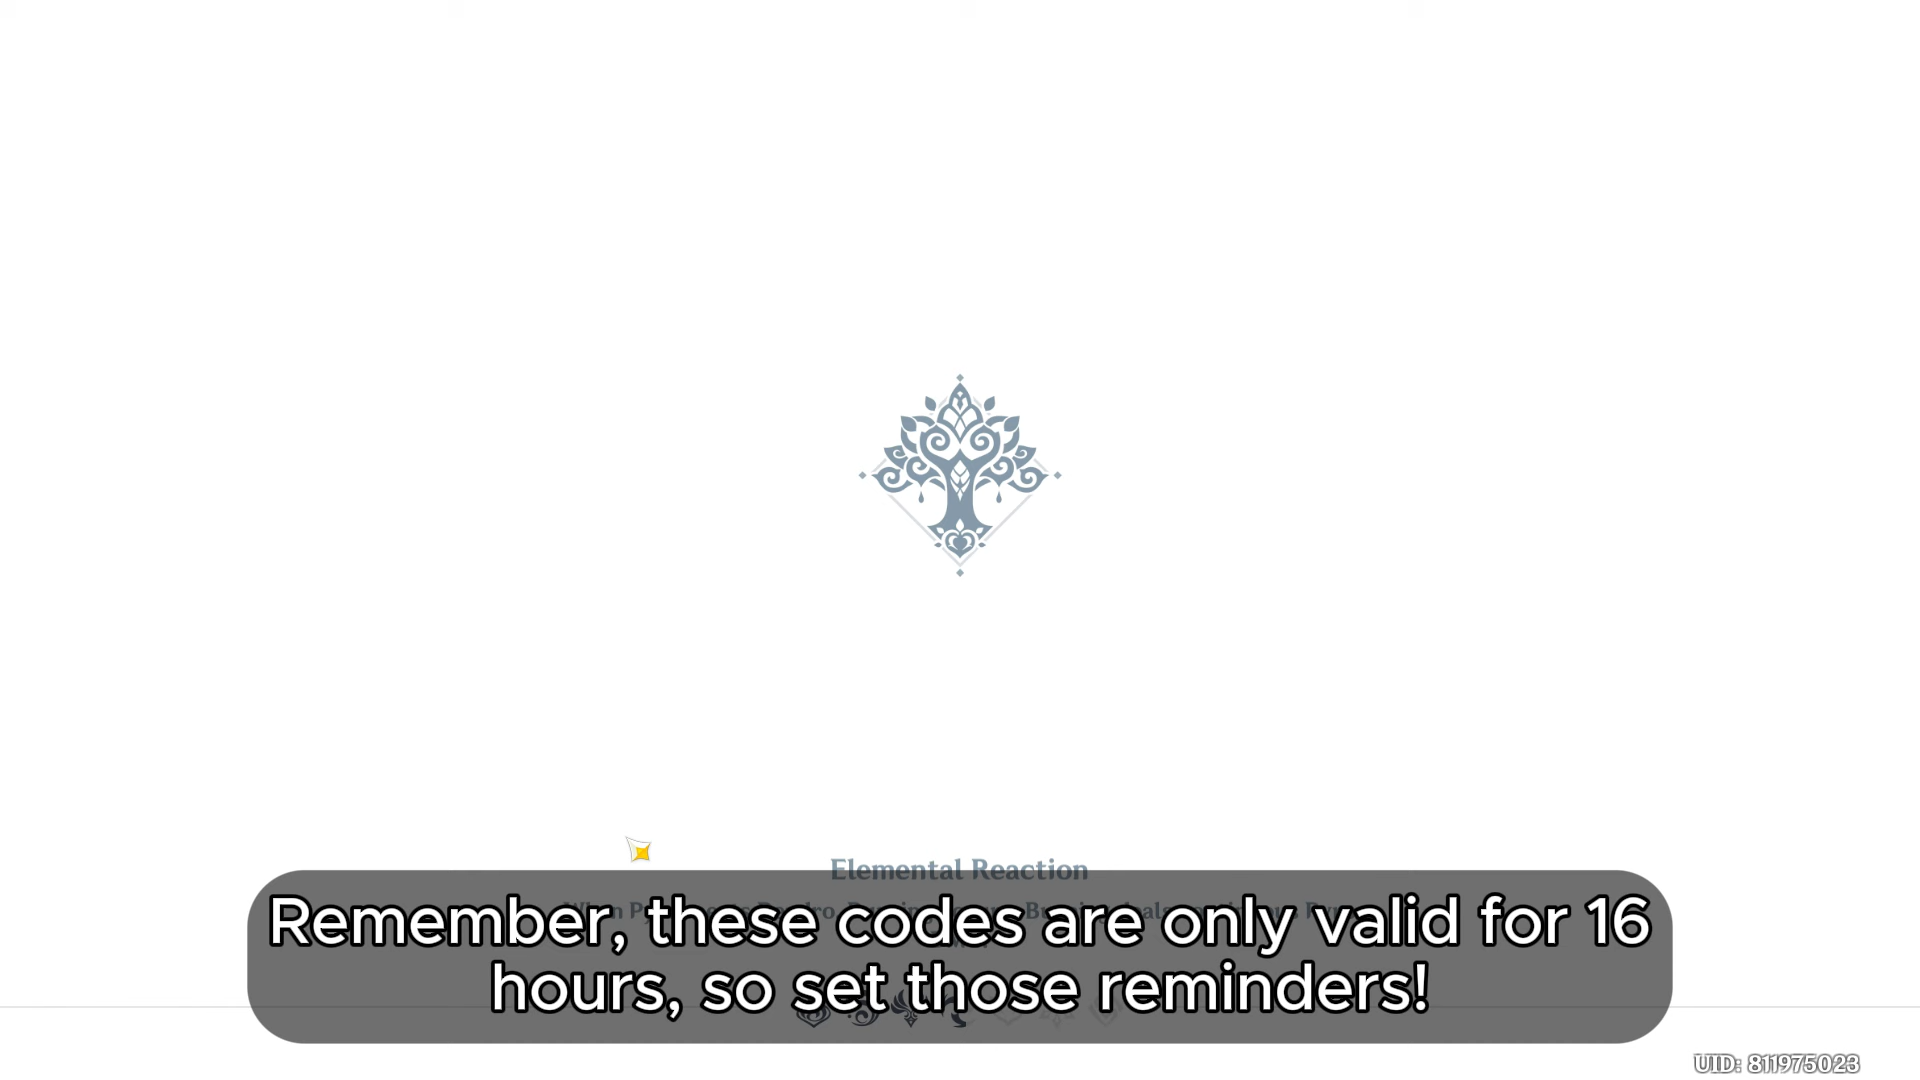 Elemental Reaction
Remember, these codes are only valid for 16
hours, so set those reminders!
UID: 811975023